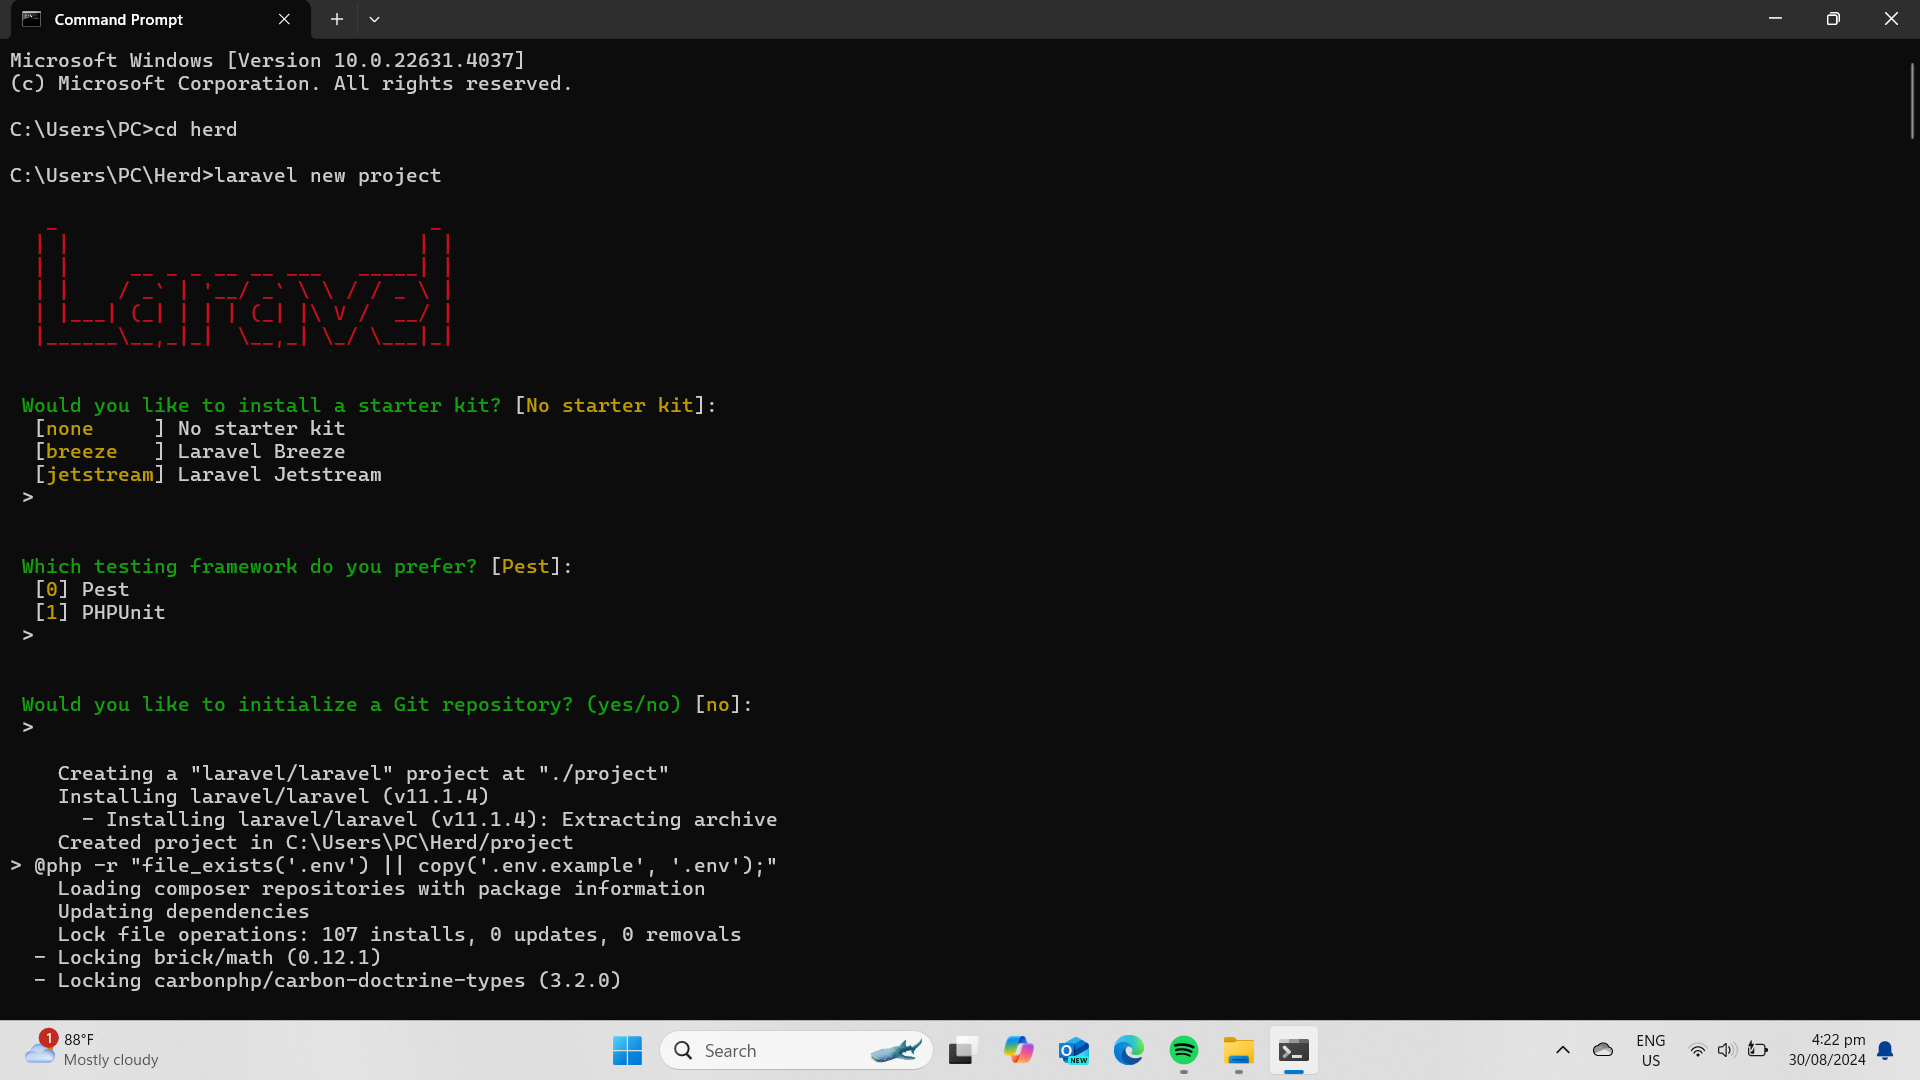 Command Prompt
Microsoft Windows [Version 10.0.22631.4037]
(c) Microsoft Corporation. All rights reserved.
C:\Users\PC>cd herd
C:\Users\PC\Herd>laravel new project
Laravel
Would you like to install a starter kit? [No starter kit]:
[none     ] No starter kit
[breeze   ] Laravel Breeze
[jetstream] Laravel Jetstream
>
Which testing framework do you prefer? [Pest]:
[0] Pest
[1] PHPUnit
>
Would you like to initialize a Git repository? (yes/no) [no]:
>
Creating a "laravel/laravel" project at "./project"
Installing laravel/laravel (v11.1.4)
- Installing laravel/laravel (v11.1.4): Extracting archive
Created project in C:\Users\PC\Herd/project
> @php -r "file_exists('.env') || copy('.env.example', '.env');"
Loading composer repositories with package information
Updating dependencies
Lock file operations: 107 installs, 0 updates, 0 removals
- Locking brick/math (0.12.1)
- Locking carbonphp/carbon-doctrine-types (3.2.0)
1
88°F
Mostly cloudy
Search
NEW
ENG
US
4:22 pm
30/08/2024